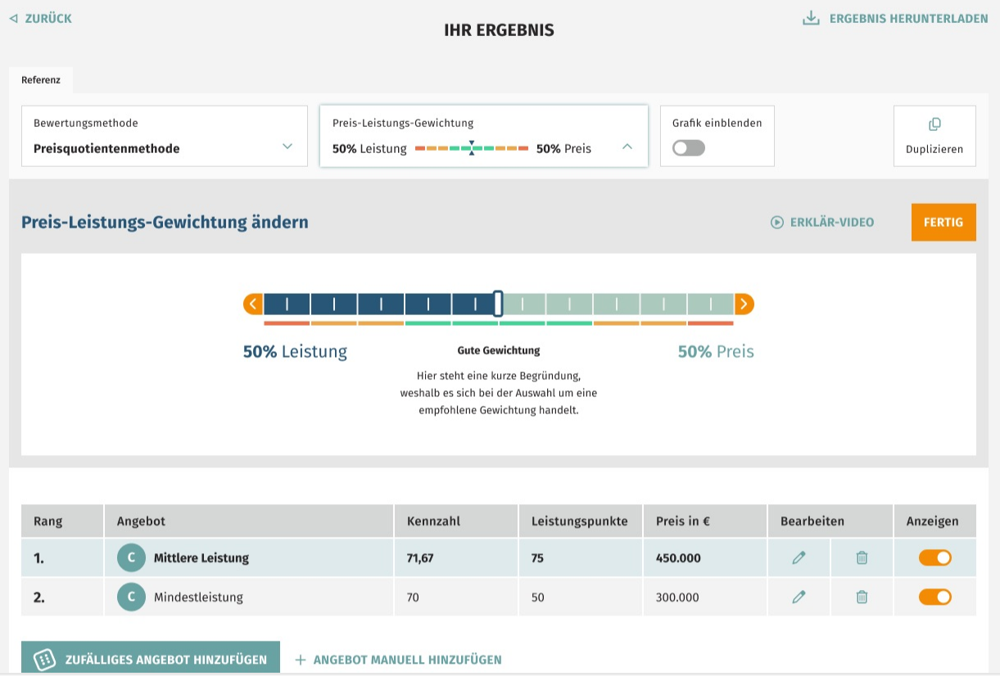 ZURÜCK
IHR ERGEBNIS
ERGEBNIS HERUNTERLADEN
Referenz
Bewertungsmethode
Preisquotientenmethode
Preis-Leistungs-Gewichtung
50% Leistung 50% Preis
Grafik einblenden
Duplizieren
Preis-Leistungs-Gewichtung ändern
ERKLÄR-VIDEO
FERTIG
50% Leistung
Gute Gewichtung
50% Preis
Hier steht eine kurze Begründung,
weshalb es sich bei der Auswahl um eine
empfohlene Gewichtung handelt.
Rang Angebot Kennzahl Leistungspunkte Preis in € Bearbeiten Anzeigen
1. C Mittlere Leistung 71,67 75 450.000
2. C Mindestleistung 70 50 300.000
ZUFÄLLIGES ANGEBOT HINZUFÜGEN + ANGEBOT MANUELL HINZUFÜGEN